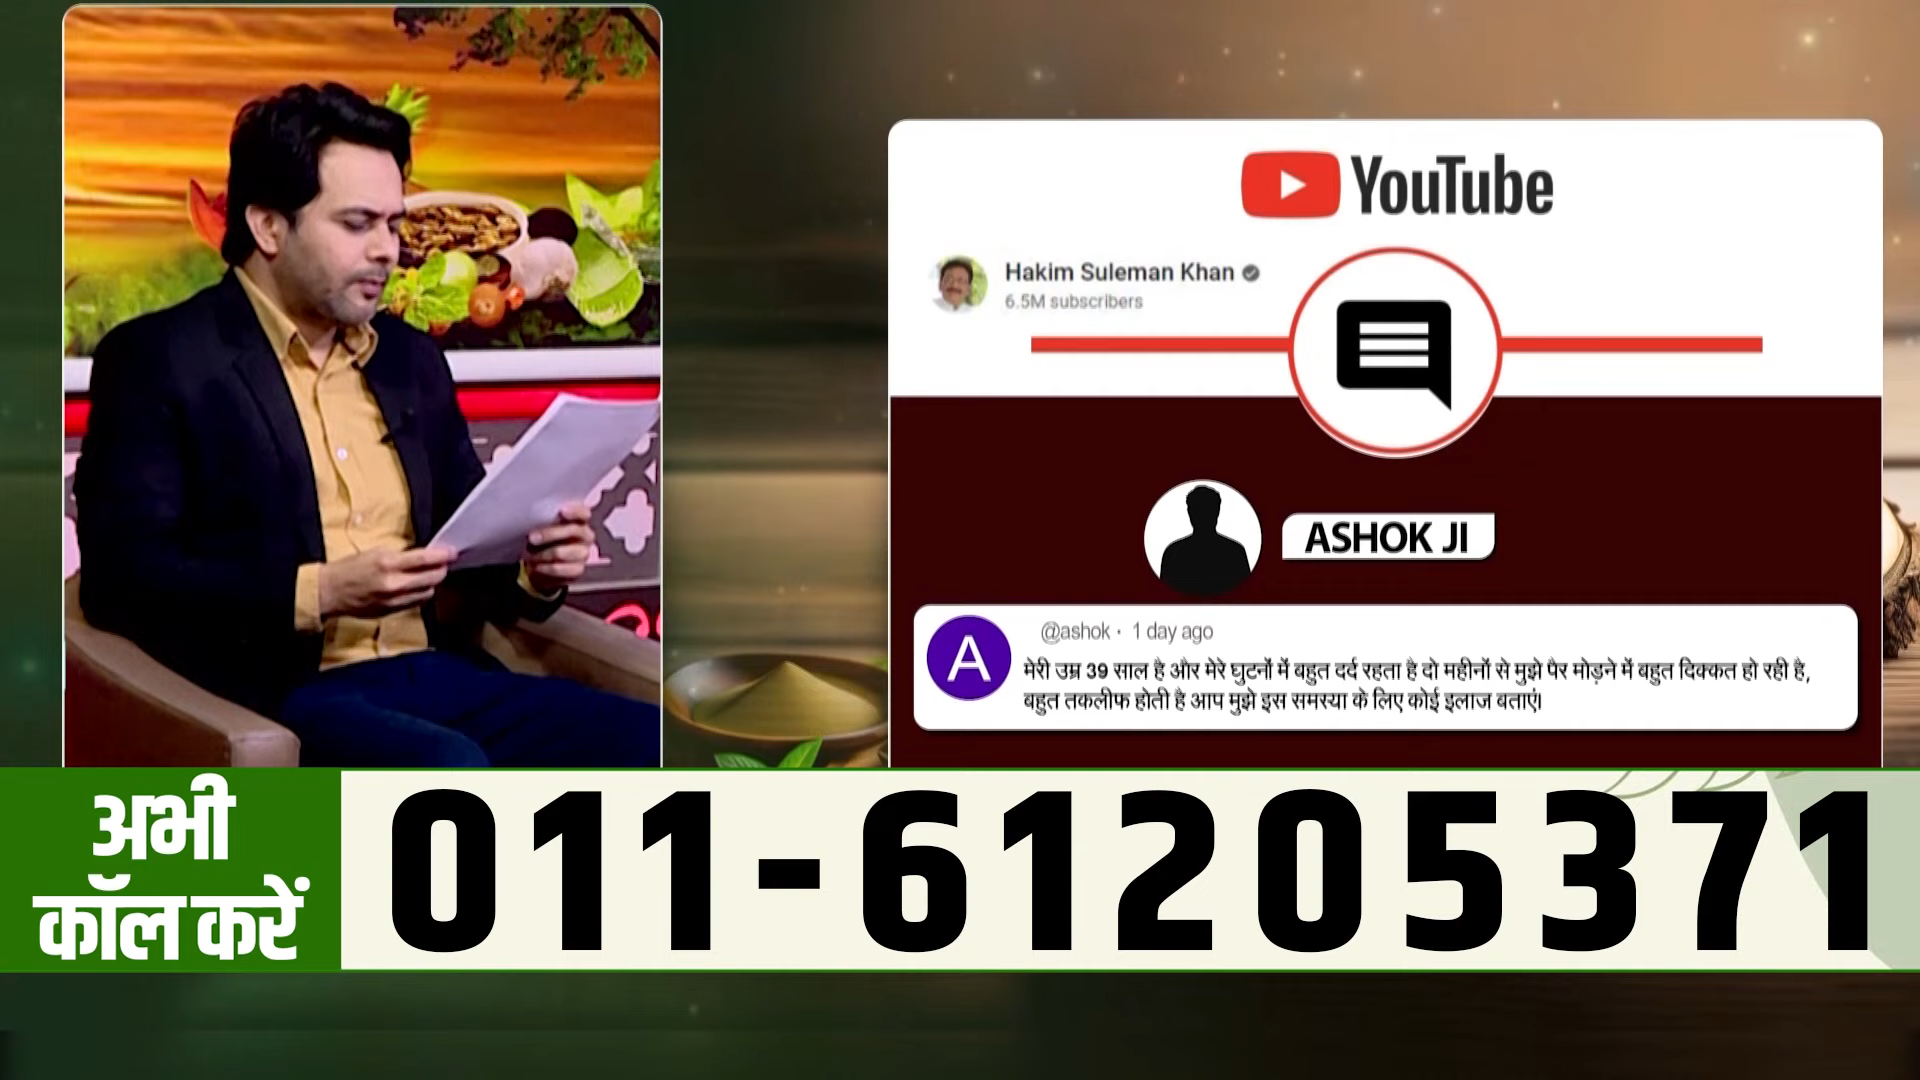 YouTube
Hakim Suleman Khan
6.5M subscribers
ASHOK JI
A
@ashok · 1 day ago
मेरी उम्र 39 साल है और मेरे घुटनों में बहुत दर्द रहता है दो महीनों से मुझे पैर मोड़ने में बहुत दिक्कत हो रही है,
बहुत तकलीफ होती है आप मुझे इस समस्या के लिए कोई इलाज बताएं।
अभी
कॉल करें
011-61205371